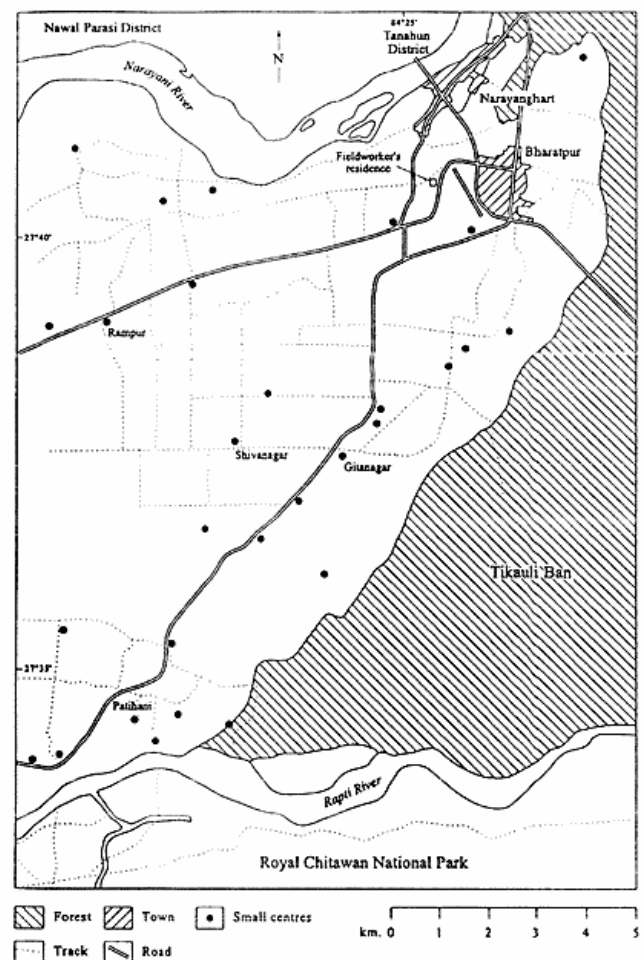 Nawal Parasi District
84°25'
Tanahun
District
N
Narayani River
Narayanghart
Fieldworker's
residence
Bharatpur
27°40'
Rampur
Shivanagar
Gitanagar
Tikauli Ban
27°35'
Patihani
Rapti River
Royal Chitawan National Park
Forest
Town
Small centres
km. 0 1 2 3 4 5
Track
Road